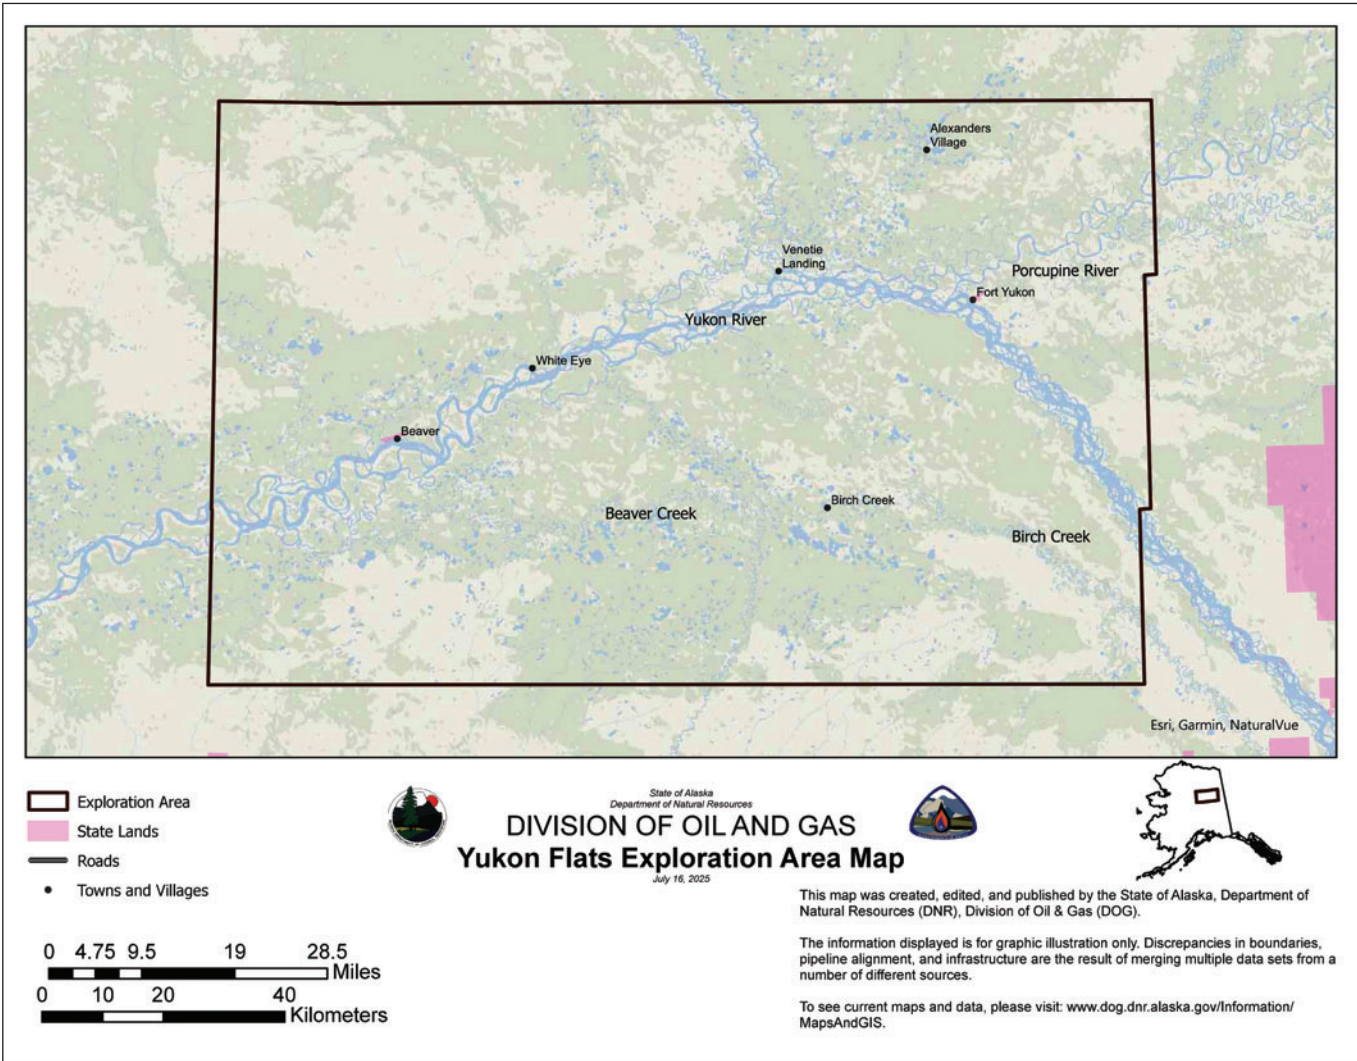 Alexanders
Village
Venetie
Landing
Porcupine River
Fort Yukon
Yukon River
White Eye
Beaver
Birch Creek
Beaver Creek
Birch Creek
Esri, Garmin, NaturalVue
Exploration Area
State Lands
Roads
Towns and Villages
0 4.75 9.5 19 28.5
Miles
0 10 20 40
Kilometers
State of Alaska
Department of Natural Resources
DIVISION OF OIL AND GAS
Yukon Flats Exploration Area Map
July 16, 2025
This map was created, edited, and published by the State of Alaska, Department of
Natural Resources (DNR), Division of Oil & Gas (DOG).
The information displayed is for graphic illustration only. Discrepancies in boundaries,
pipeline alignment, and infrastructure are the result of merging multiple data sets from a
number of different sources.
To see current maps and data, please visit: www.dog.dnr.alaska.gov/Information/
MapsAndGIS.